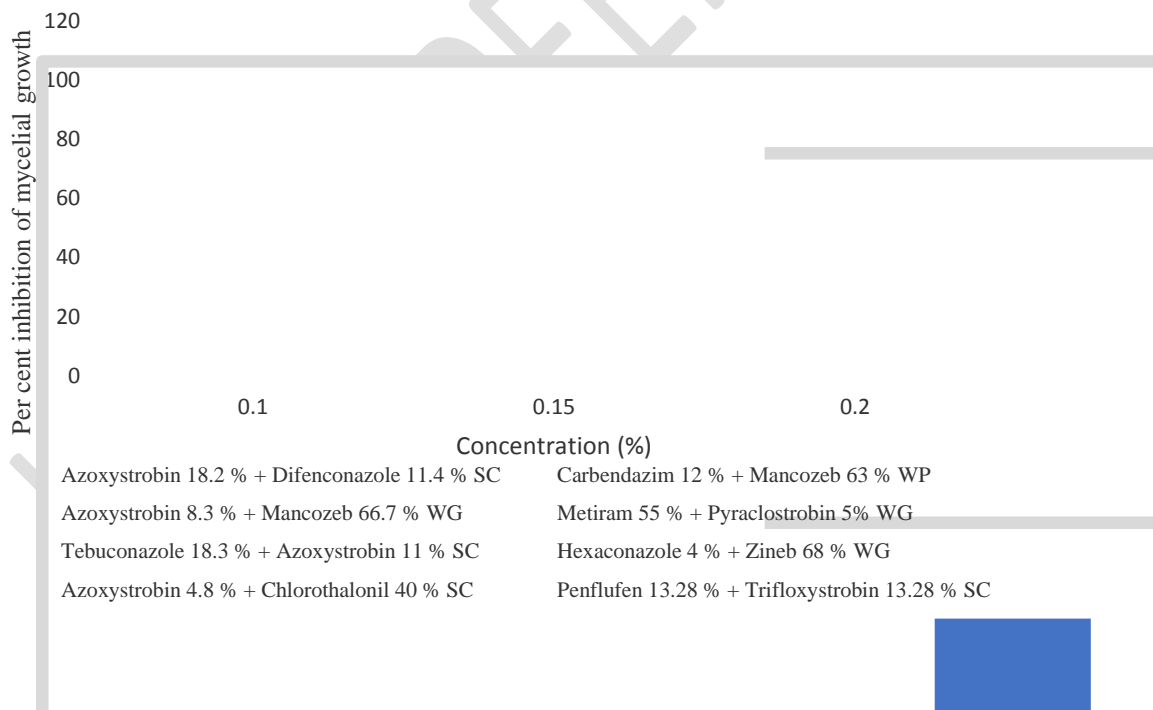 120
100
80
60
40
20
0
Per cent inhibition of mycelial growth
0.1 0.15 0.2
Concentration (%)
Azoxystrobin 18.2 % + Difenconazole 11.4 % SC Carbendazim 12 % + Mancozeb 63 % WP
Azoxystrobin 8.3 % + Mancozeb 66.7 % WG Metiram 55 % + Pyraclostrobin 5% WG
Tebuconazole 18.3 % + Azoxystrobin 11 % SC Hexaconazole 4 % + Zineb 68 % WG
Azoxystrobin 4.8 % + Chlorothalonil 40 % SC Penflufen 13.28 % + Trifloxystrobin 13.28 % SC